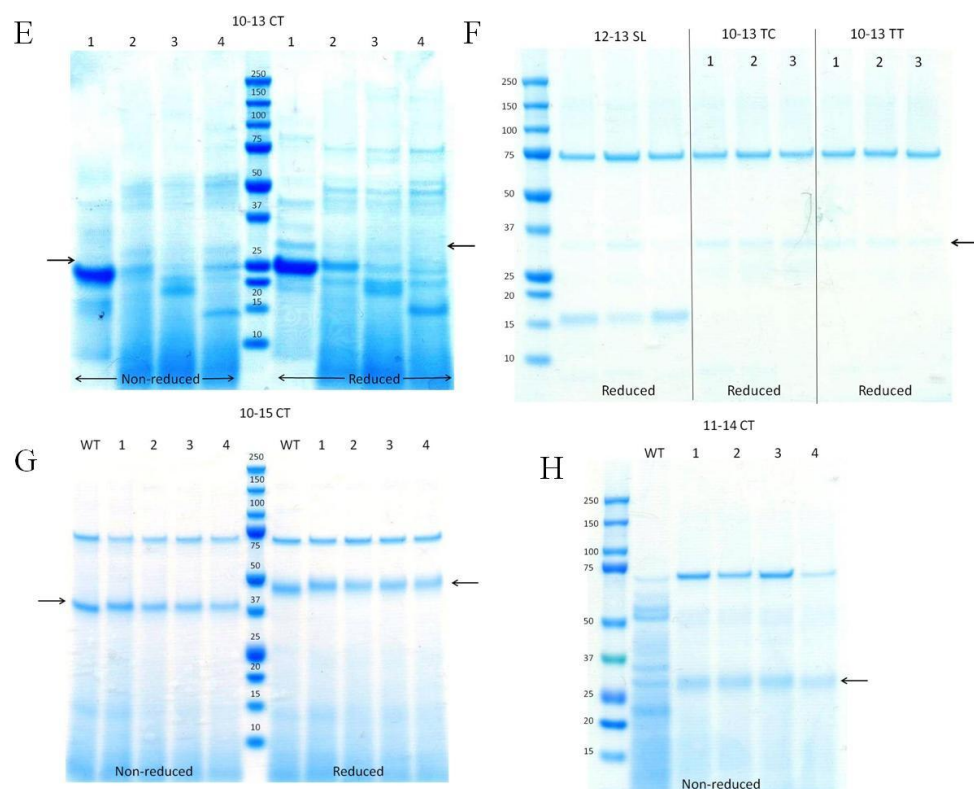 E
10-13 CT
1 2 3 4 1 2 3 4
250
150
100
75
50
37
25
20
15
10
Non-reduced Reduced
F
12-13 SL 10-13 TC 10-13 TT
1 2 3 1 2 3
250
150
100
75
50
37
25
20
15
10
Reduced Reduced Reduced
G
10-15 CT
WT 1 2 3 4 WT 1 2 3 4
250
150
100
75
50
37
25
20
15
10
Non-reduced Reduced
H
11-14 CT
WT 1 2 3 4
250
150
100
75
50
37
25
20
15
Non-reduced